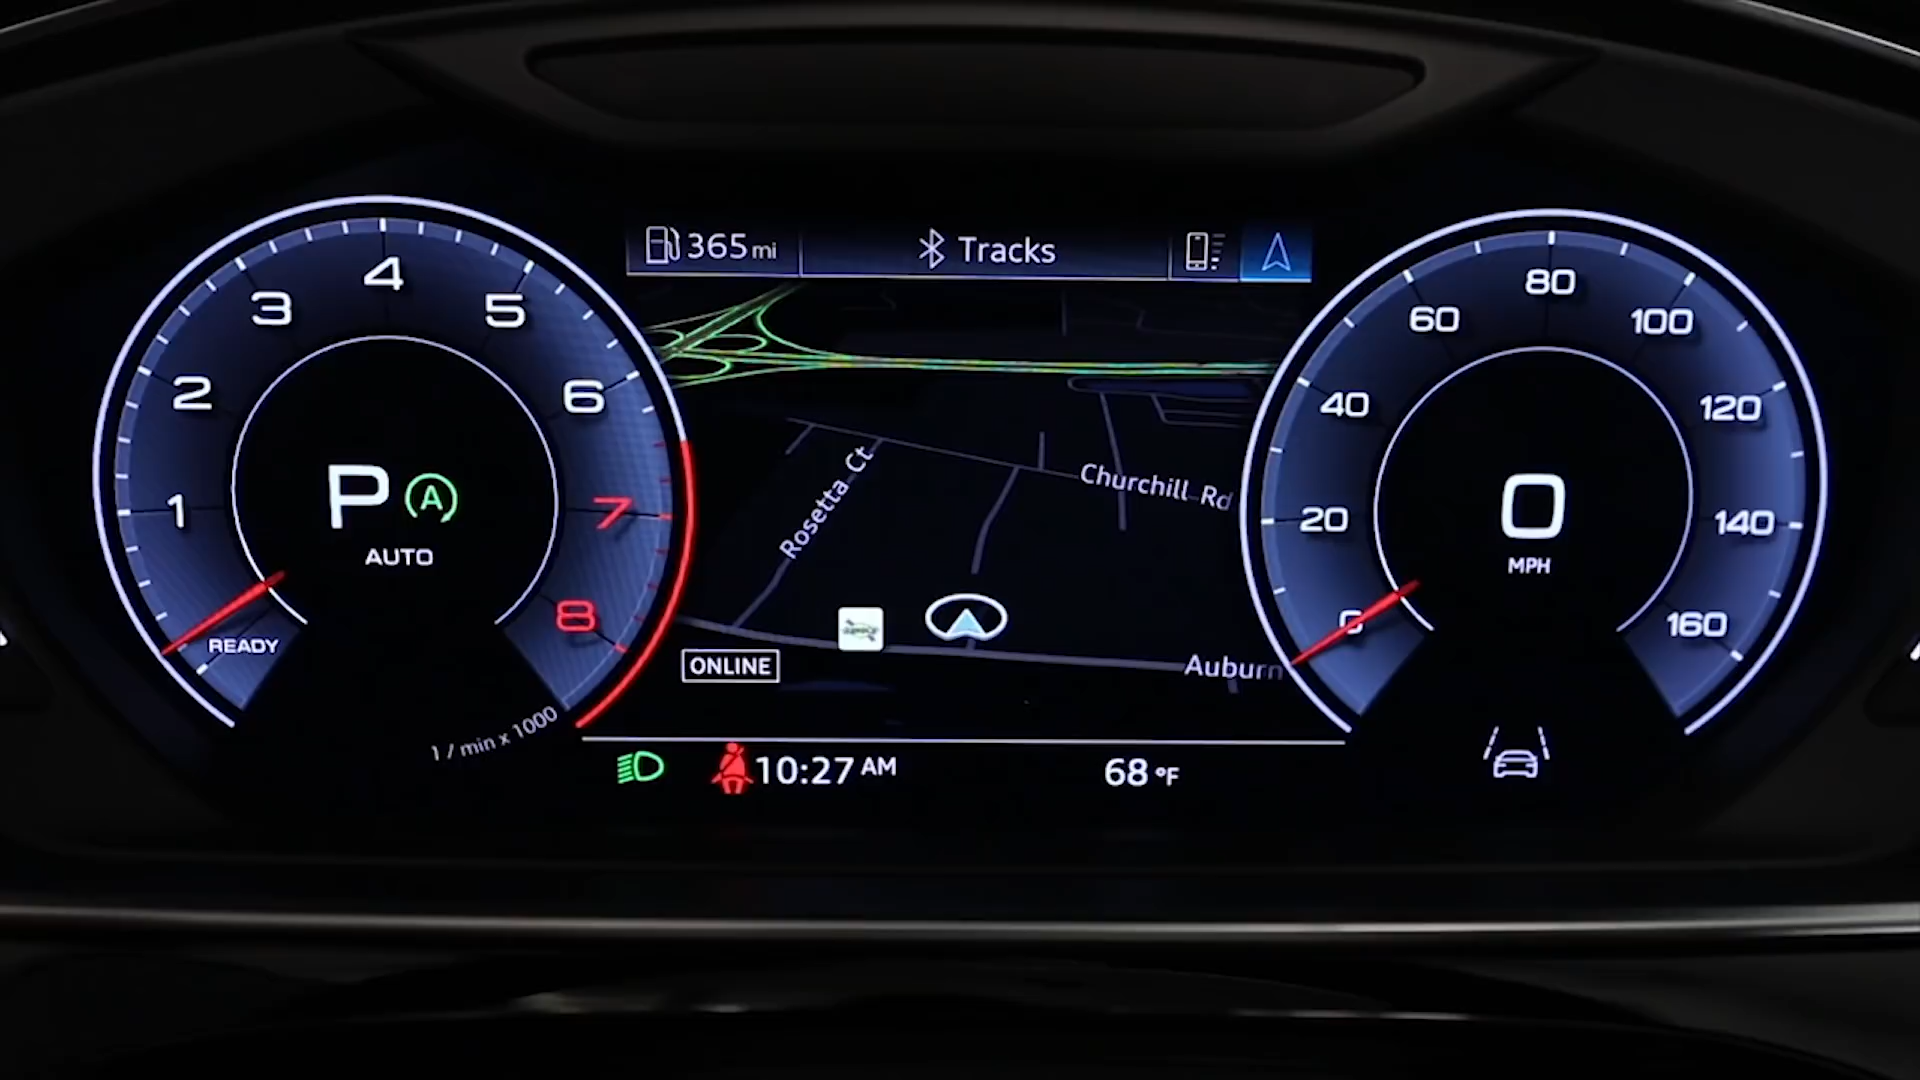 365 mi
Tracks
4
3
5
2
6
1
7
8
READY
1 / min x 1000
P A
AUTO
Rosetta Ct
Churchill Rd
Auburn
ONLINE
10:27 AM
68 °F
80
60
100
40
120
20
140
0
160
0
MPH